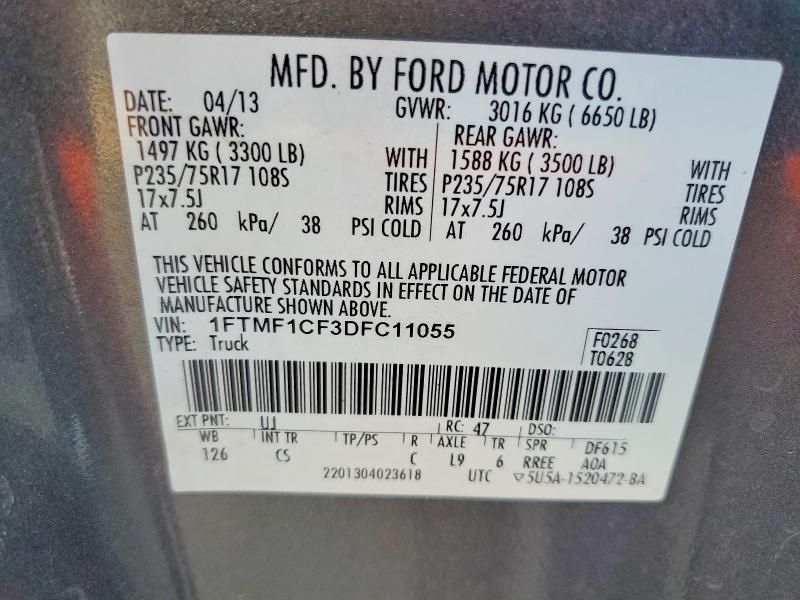 MFD. BY FORD MOTOR CO.
DATE: 04/13 GVWR: 3016 KG ( 6650 LB)
FRONT GAWR: REAR GAWR:
1497 KG ( 3300 LB) WITH 1588 KG ( 3500 LB) WITH
P235/75R17 108S TIRES P235/75R17 108S TIRES
17x7.5J RIMS 17x7.5J RIMS
AT 260 kPa/ 38 PSI COLD AT 260 kPa/ 38 PSI COLD
THIS VEHICLE CONFORMS TO ALL APPLICABLE FEDERAL MOTOR
VEHICLE SAFETY STANDARDS IN EFFECT ON THE DATE OF
MANUFACTURE SHOWN ABOVE.
VIN: 1FTMF1CF3DFC11055 F0268
TYPE: Truck T0628
EXT PNT: UJ RC: 47 DSO:
WB INT TR TP/PS R AXLE TR SPR DF615
126 CS C L9 6 RREE AOA
2201304023618 UTC ▽5U5A-1520472-BA